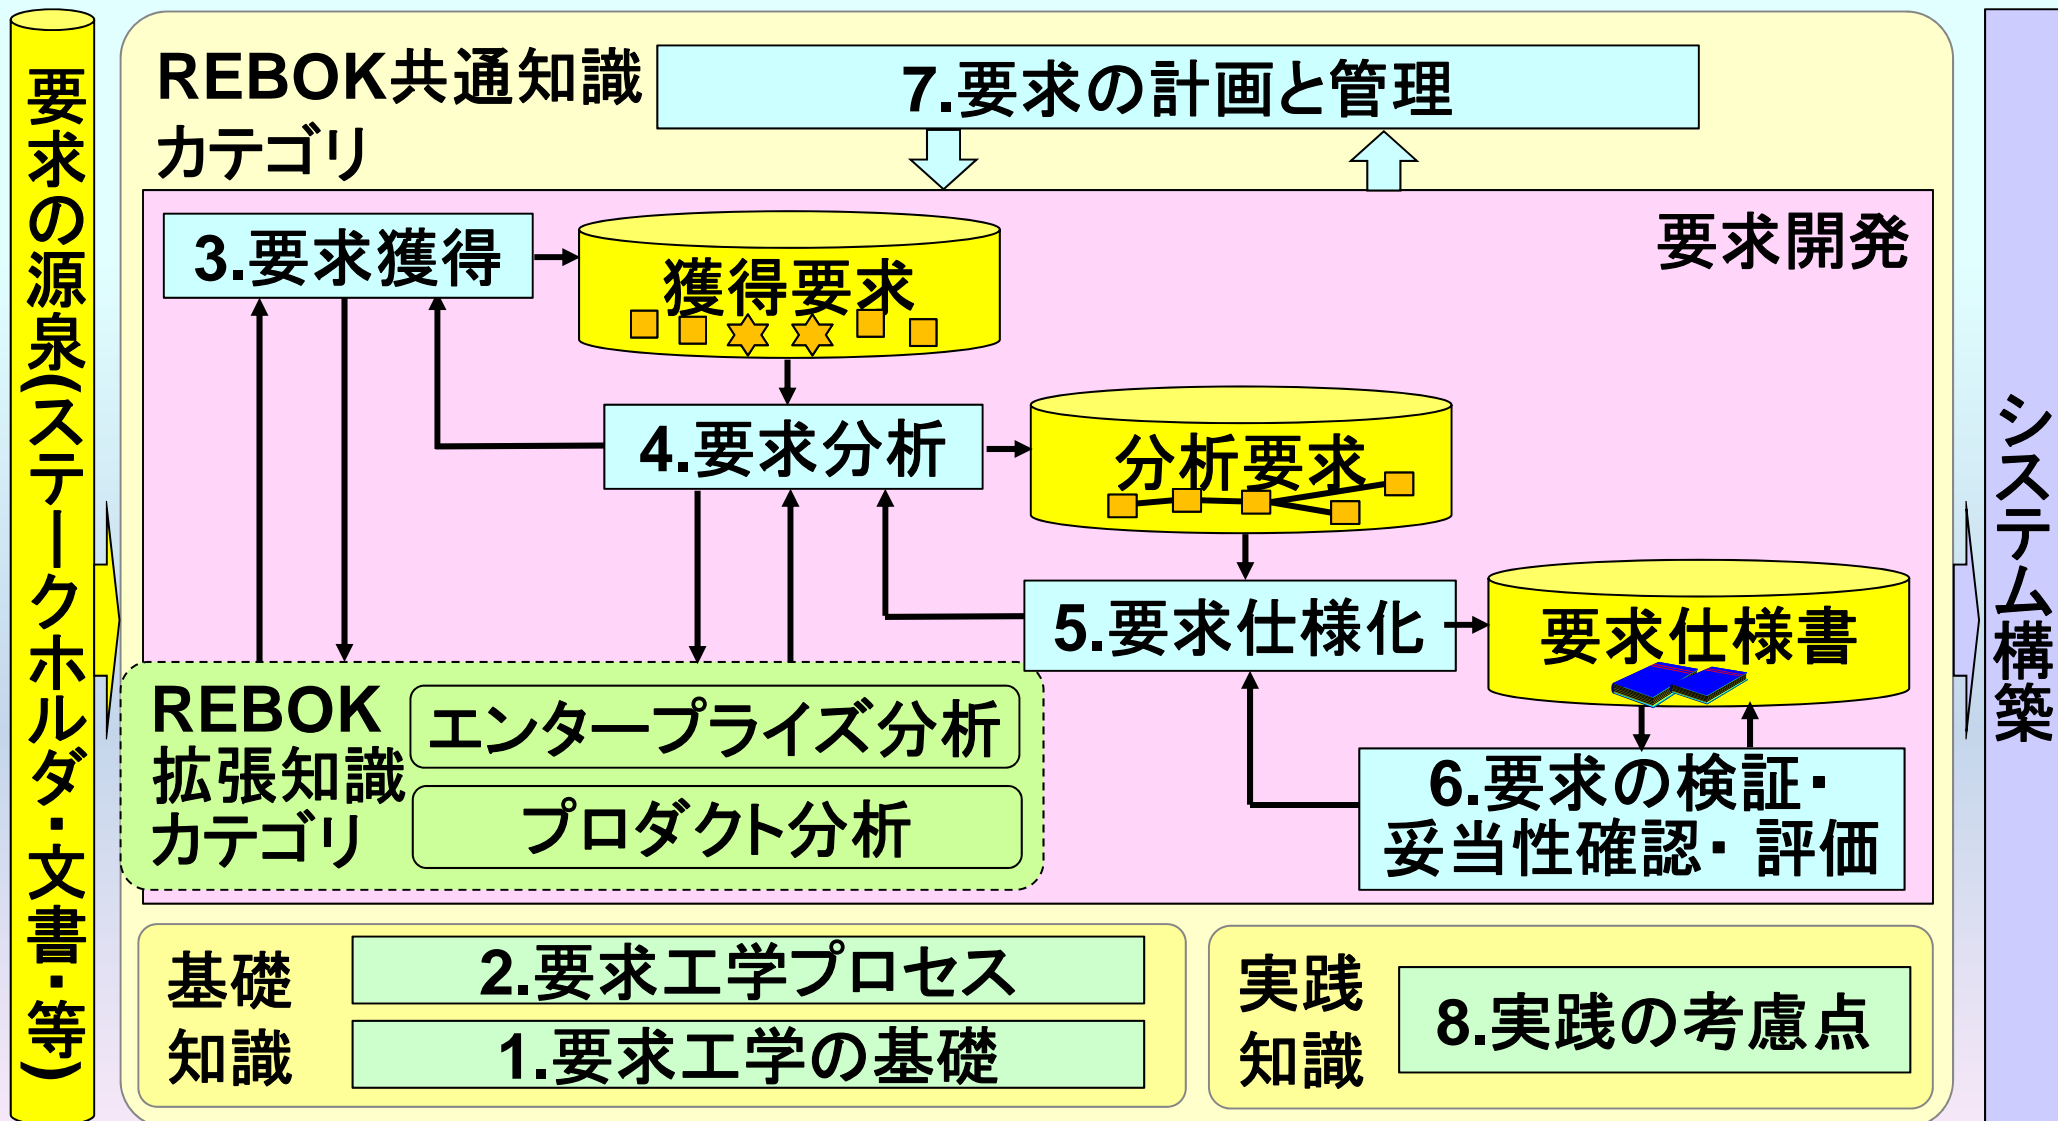 要求の源泉(ステークホルダ・文書・等)
REBOK共通知識
カテゴリ
7.要求の計画と管理
要求開発
3.要求獲得
獲得要求
4.要求分析
分析要求
5.要求仕様化
要求仕様書
6.要求の検証・
妥当性確認・評価
REBOK
拡張知識
カテゴリ
エンタープライズ分析
プロダクト分析
基礎
知識
2.要求工学プロセス
1.要求工学の基礎
実践
知識
8.実践の考慮点
システム構築